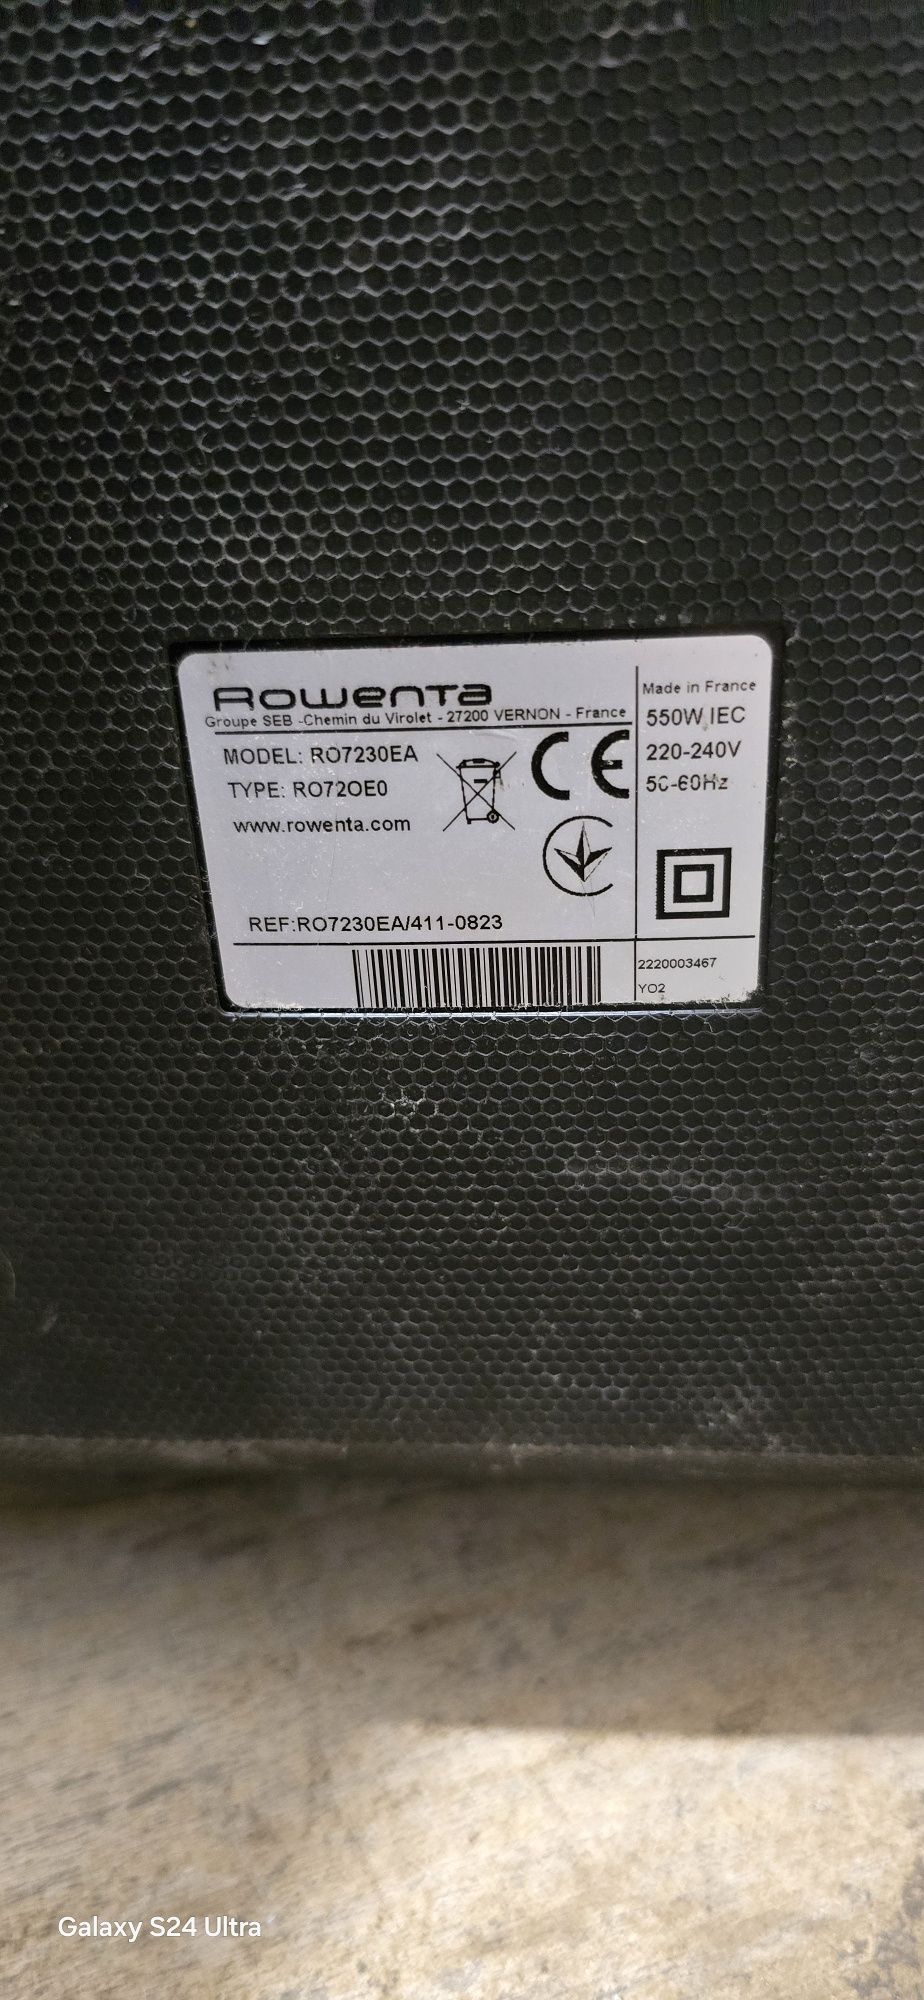 Rowenta
Groupe SEB -Chemin du Virolet - 27200 VERNON - France
MODEL: RO7230EA
TYPE: RO72OE0
www.rowenta.com
REF:RO7230EA/411-0823
Made in France
550W IEC
220-240V
50-60Hz
CE
2220003467
YO2
Galaxy S24 Ultra